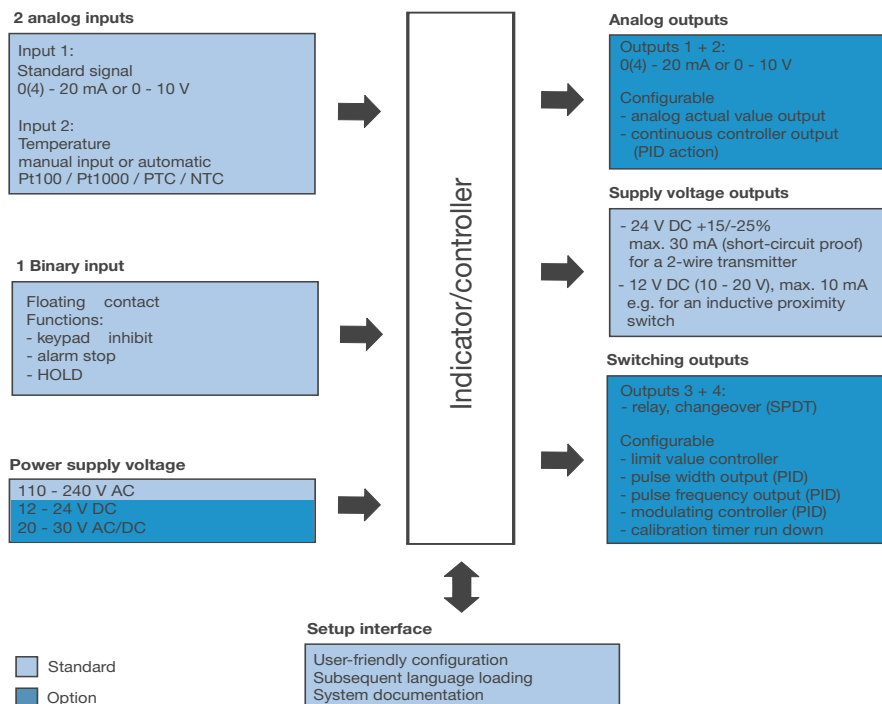 2 analog inputs
Input 1:
Standard signal
0(4) - 20 mA or 0 - 10 V
Input 2:
Temperature
manual input or automatic
Pt100 / Pt1000 / PTC / NTC
1 Binary input
Floating contact
Functions:
- keypad inhibit
- alarm stop
- HOLD
Power supply voltage
110 - 240 V AC
12 - 24 V DC
20 - 30 V AC/DC
Indicator/controller
Analog outputs
Outputs 1 + 2:
0(4) - 20 mA or 0 - 10 V
Configurable
- analog actual value output
- continuous controller output
(PID action)
Supply voltage outputs
- 24 V DC +15/-25%
max. 30 mA (short-circuit proof)
for a 2-wire transmitter
- 12 V DC (10 - 20 V), max. 10 mA
e.g. for an inductive proximity
switch
Switching outputs
Outputs 3 + 4:
- relay, changeover (SPDT)
Configurable
- limit value controller
- pulse width output (PID)
- pulse frequency output (PID)
- modulating controller (PID)
- calibration timer run down
Setup interface
User-friendly configuration
Subsequent language loading
System documentation
Standard
Option